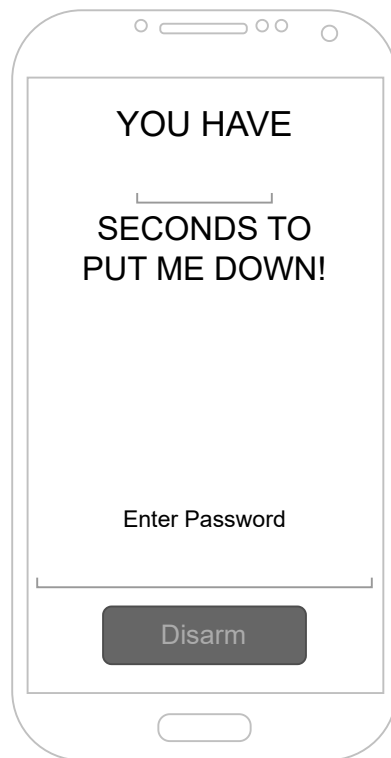 YOU HAVE
SECONDS TO
PUT ME DOWN!
Enter Password
Disarm